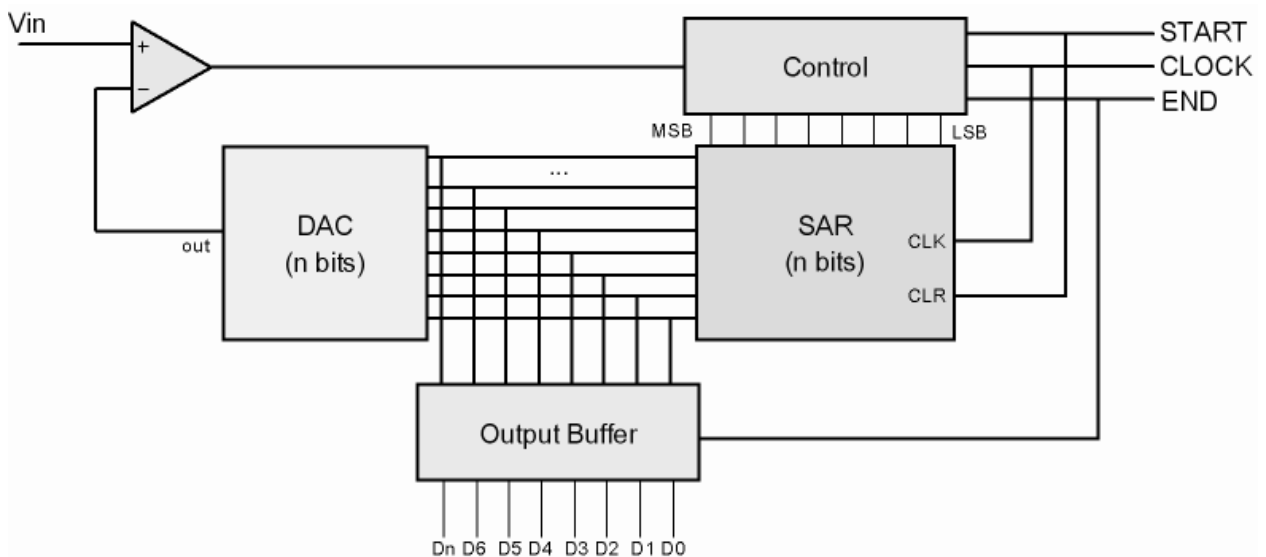 Vin
+
−
Control
START
CLOCK
END
MSB
LSB
...
DAC
(n bits)
out
SAR
(n bits)
CLK
CLR
Output Buffer
Dn D6 D5 D4 D3 D2 D1 D0